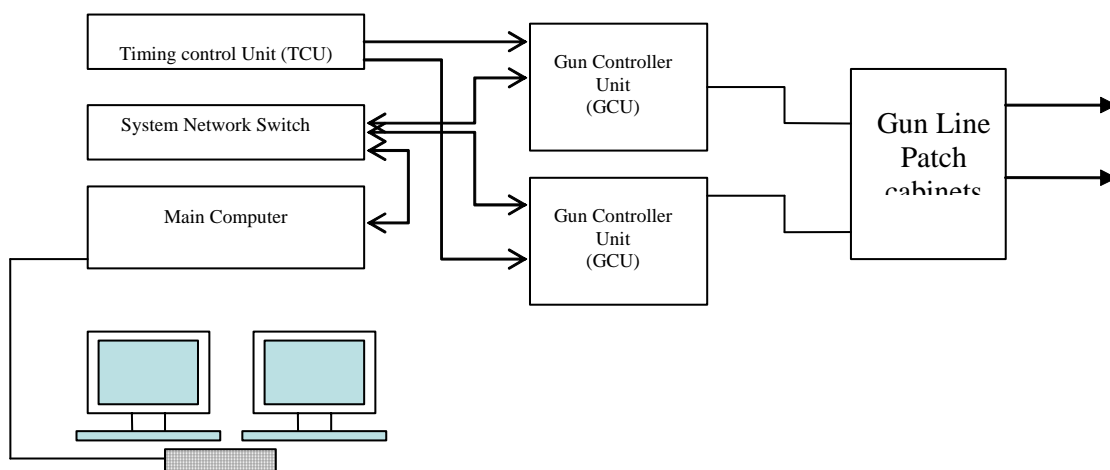 Timing control Unit (TCU)
System Network Switch
Main Computer
Gun Controller
Unit
(GCU)
Gun Controller
Unit
(GCU)
Gun Line
Patch
cabinets